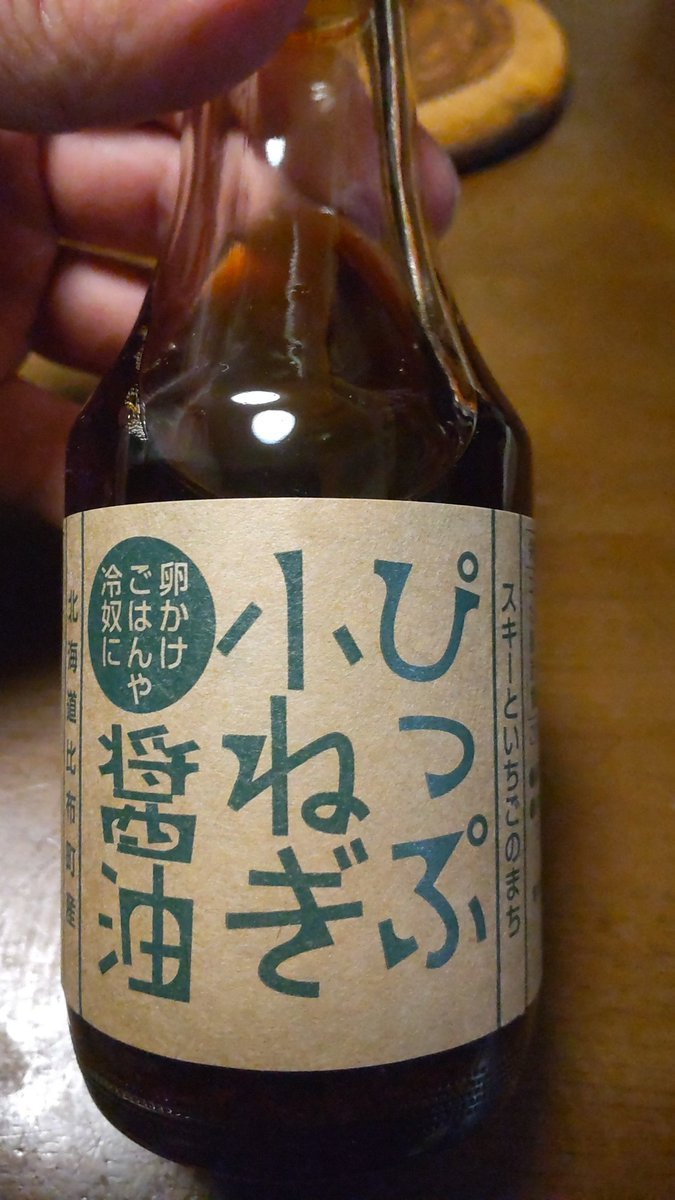 スキーといちごのまち
ぴっぷ
小ねぎ
醤油
卵かけ
ごはんや
冷奴に
北海道比布町産